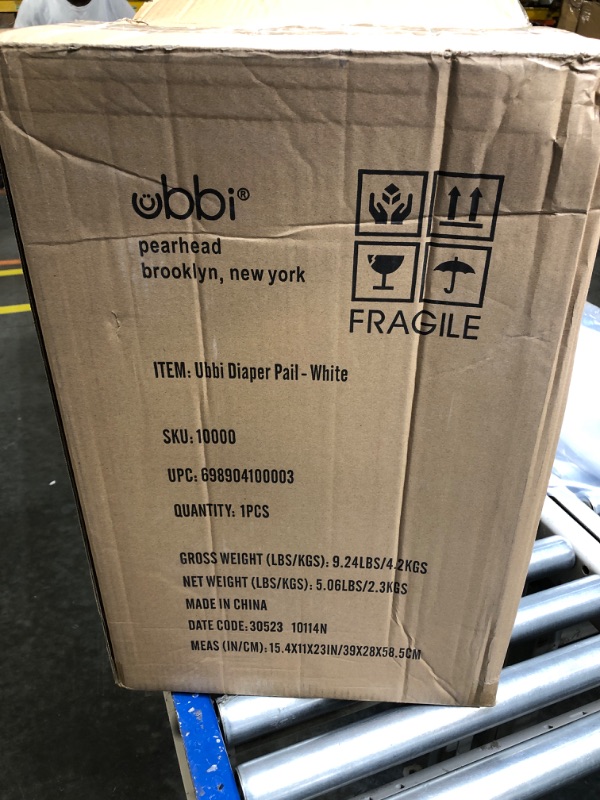 ubbi®
pearhead
brooklyn, new york
FRAGILE
ITEM: Ubbi Diaper Pail - White
SKU: 10000
UPC: 698904100003
QUANTITY: 1PCS
GROSS WEIGHT (LBS/KGS): 9.24LBS/4.2KGS
NET WEIGHT (LBS/KGS): 5.06LBS/2.3KGS
MADE IN CHINA
DATE CODE: 30523 10114N
MEAS (IN/CM): 15.4X11X23IN/39X28X58.5CM